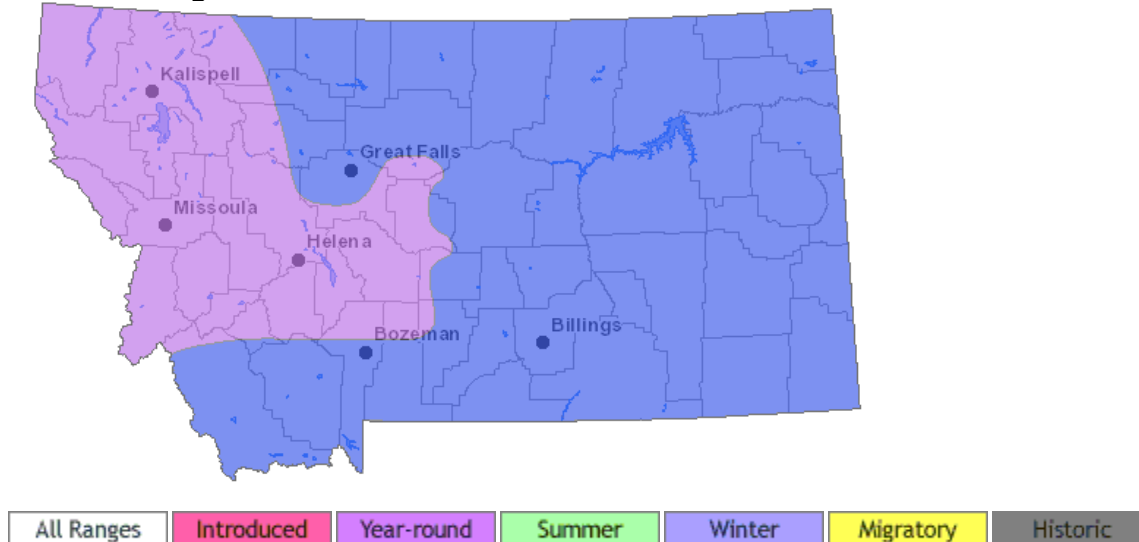 Kalispell
Great Falls
Missoula
Helena
Bozeman
Billings
All Ranges Introduced Year-round Summer Winter Migratory Historic